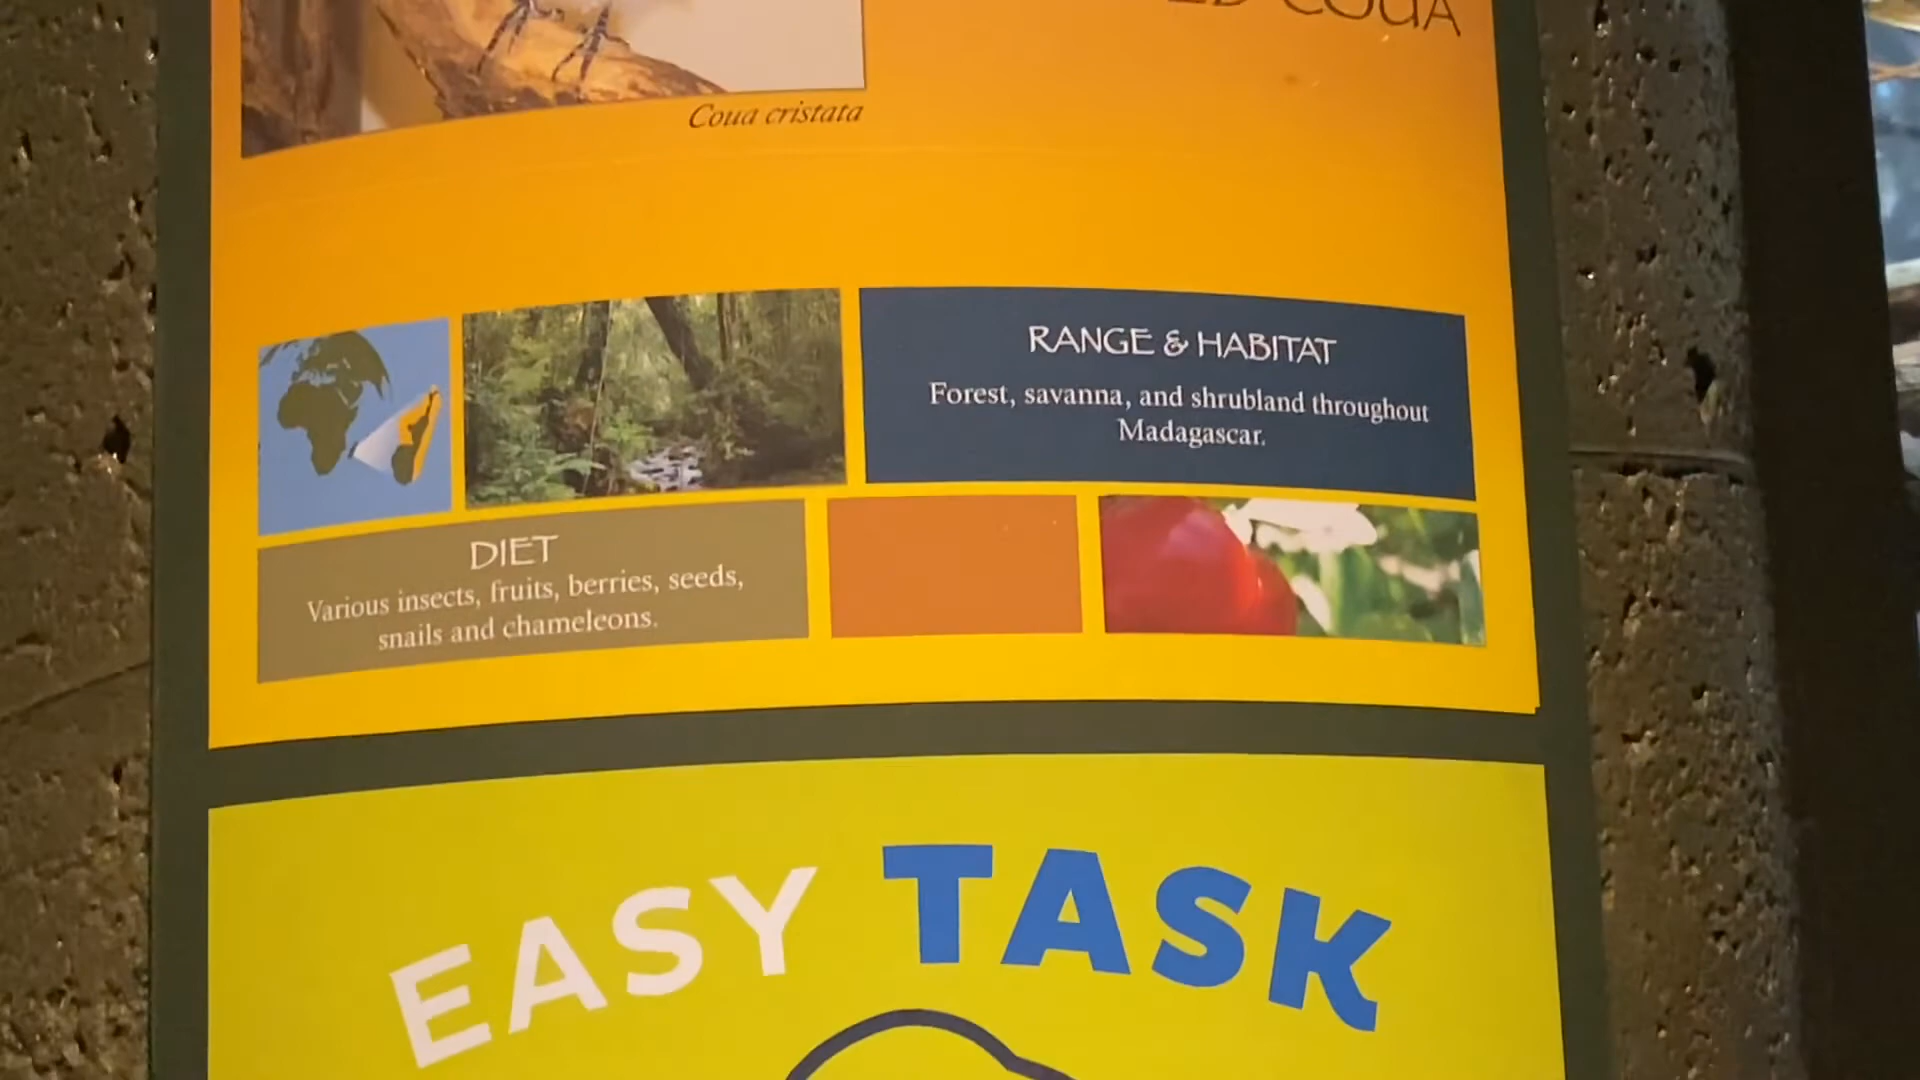 COUA
Coua cristata
RANGE & HABITAT
Forest, savanna, and shrubland throughout
Madagascar.
DIET
Various insects, fruits, berries, seeds,
snails and chameleons.
EASY TASK